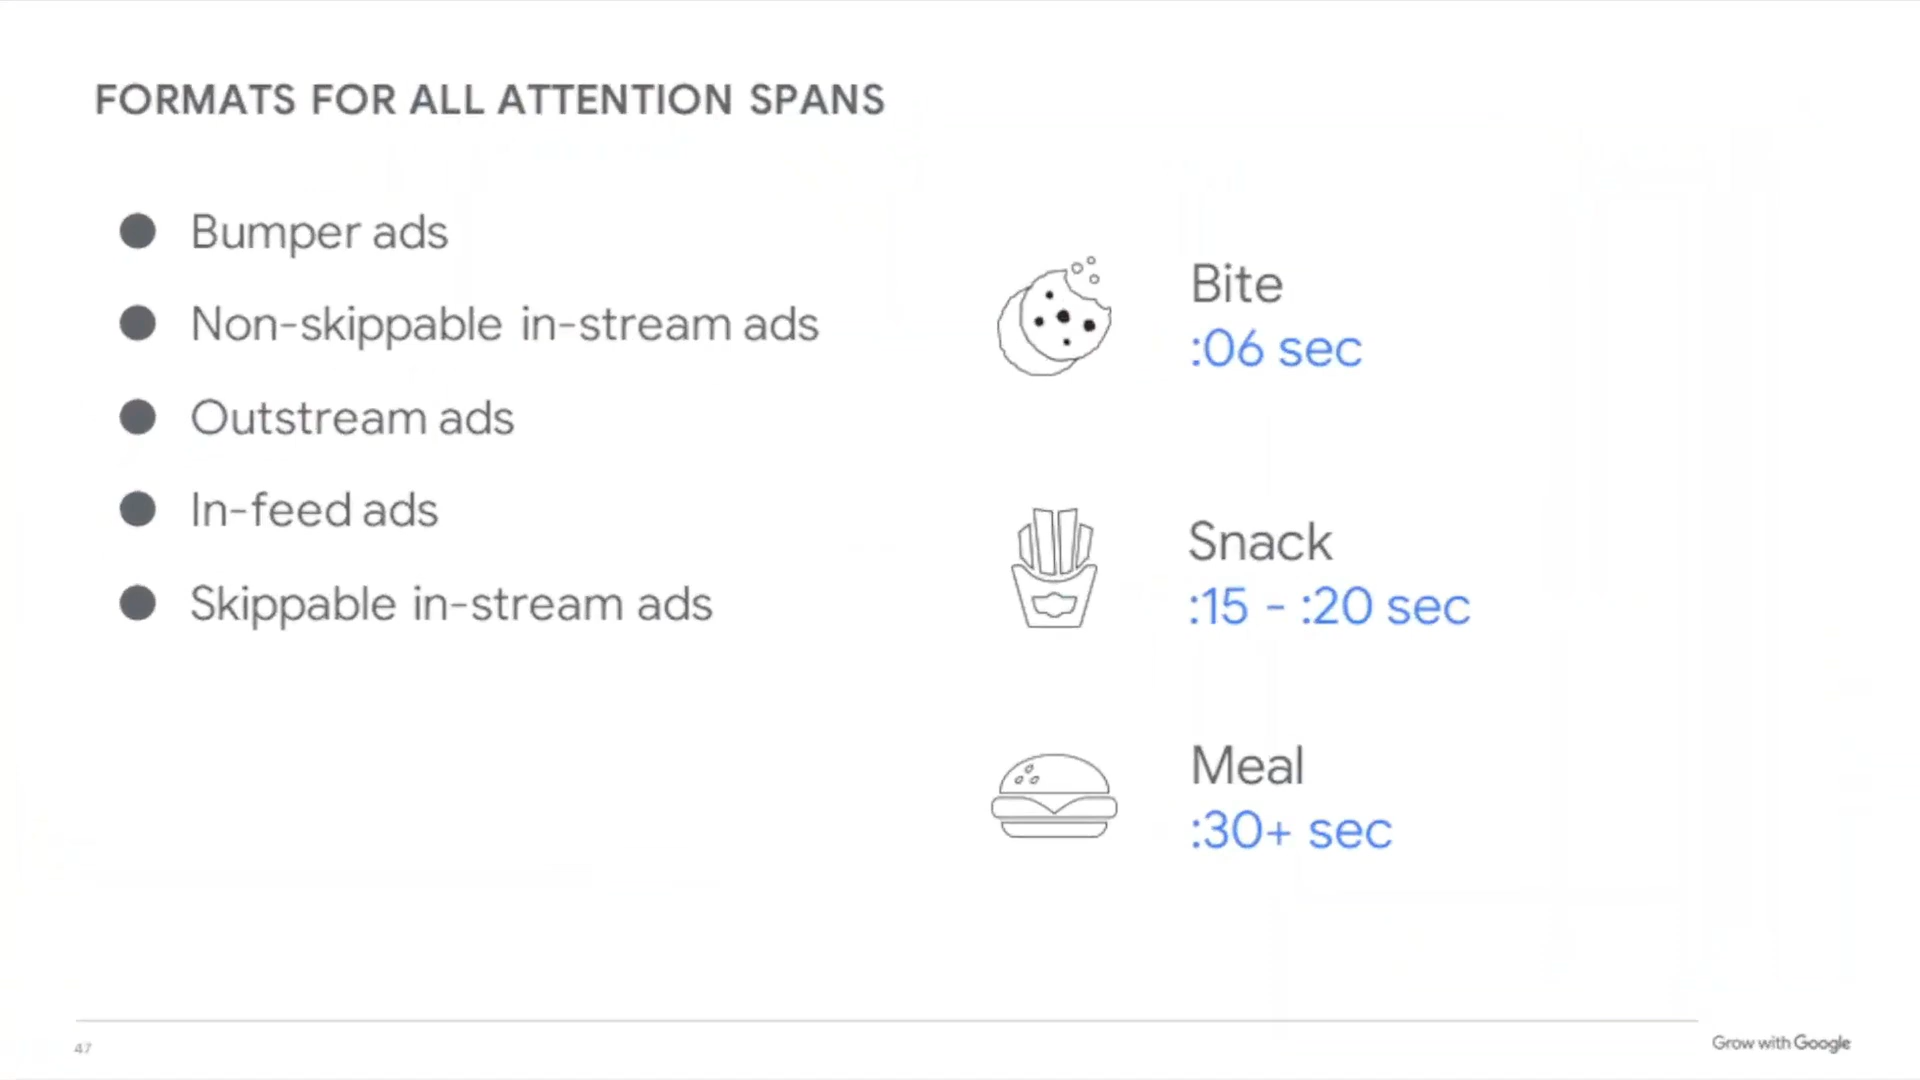 FORMATS FOR ALL ATTENTION SPANS
Bumper ads
Non-skippable in-stream ads
Outstream ads
In-feed ads
Skippable in-stream ads
Bite
:06 sec
Snack
:15 - :20 sec
Meal
:30+ sec
47
Grow with Google